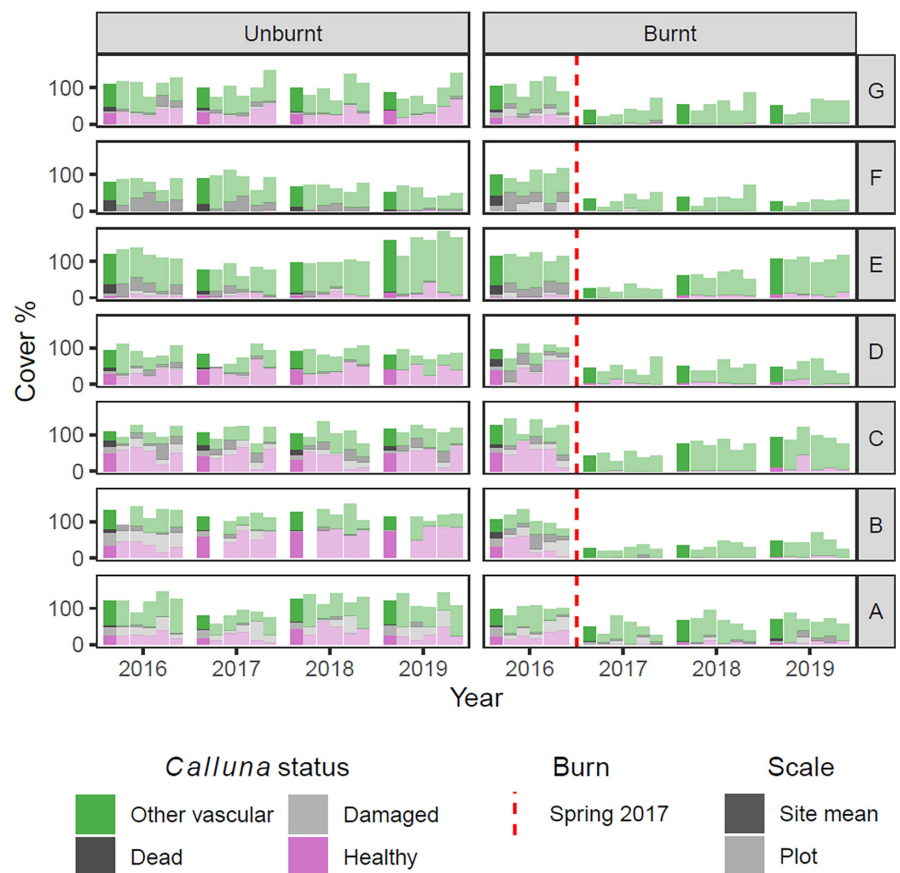 Unburnt
Burnt
100
0
G
100
0
F
100
0
E
100
0
D
100
0
C
100
0
B
100
0
A
Cover %
2016
2017
2018
2019
2016
2017
2018
2019
Year
Calluna status
Burn
Scale
Other vascular
Damaged
Spring 2017
Site mean
Dead
Healthy
Plot